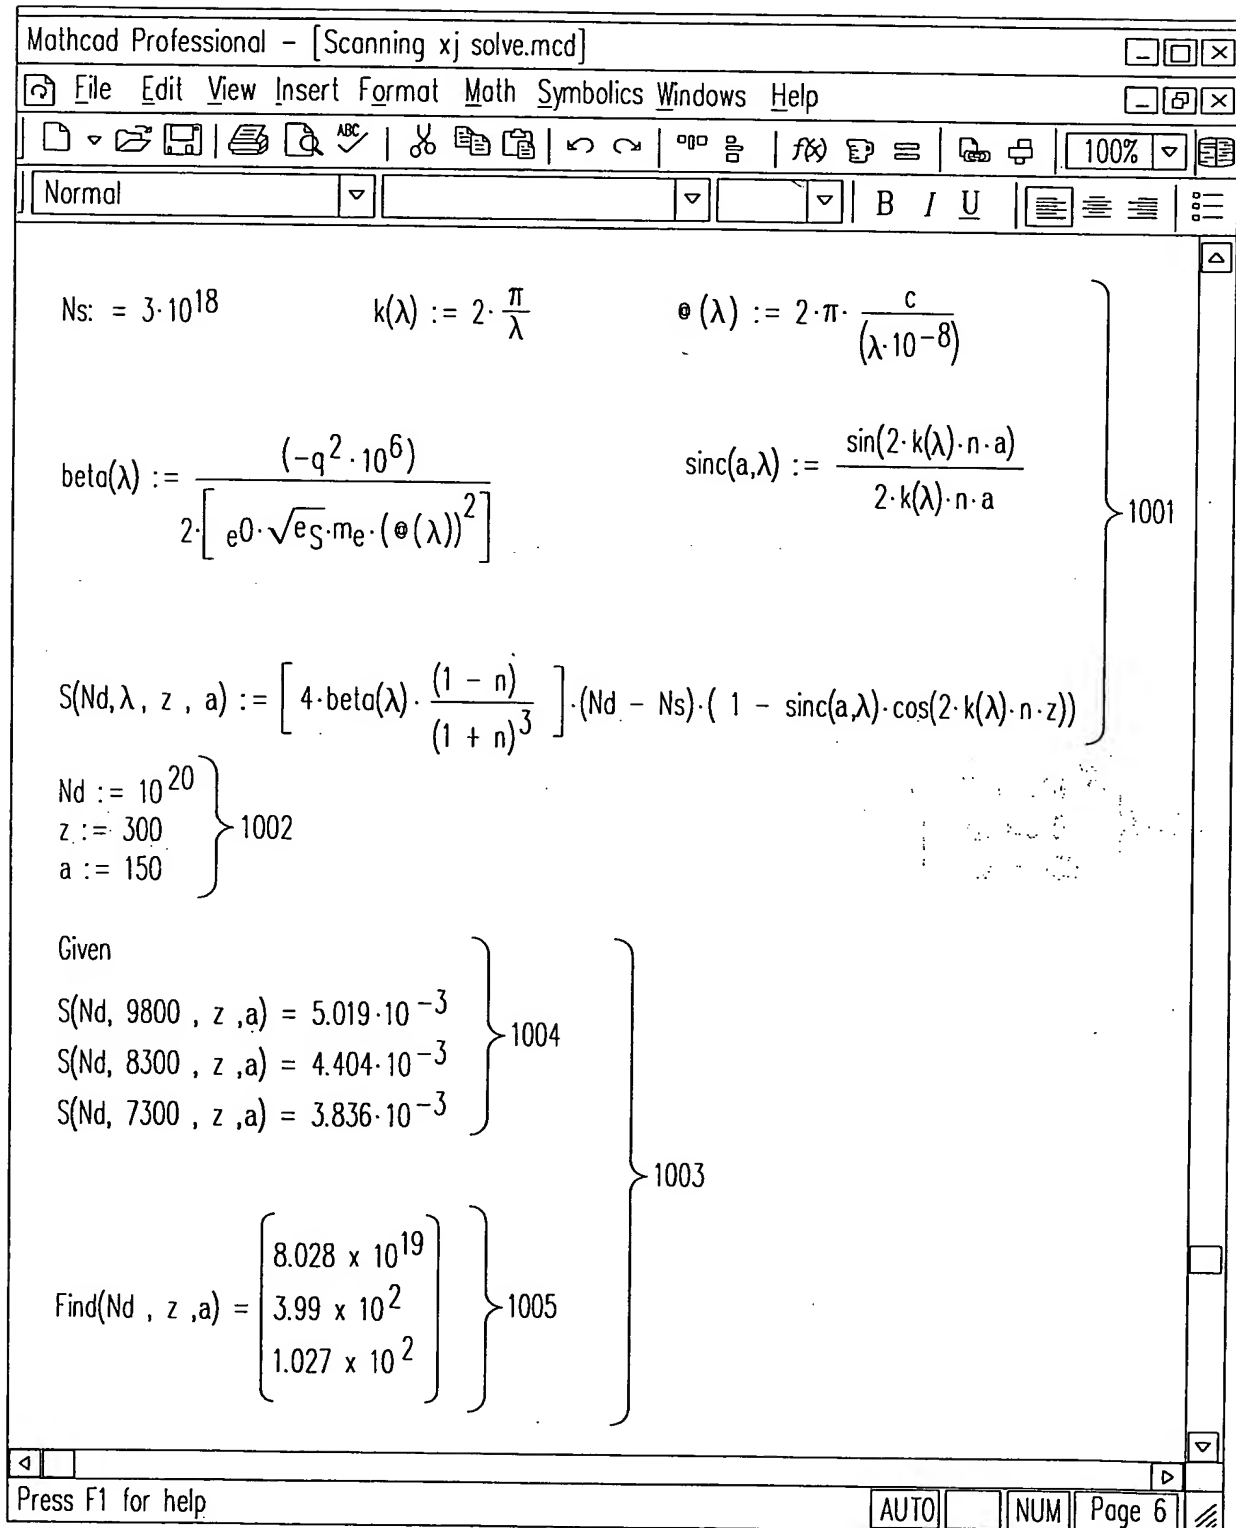 Mathcad Professional - [Scanning xj solve.mcd]
File Edit View Insert Format Math Symbolics Windows Help
ABC f(x) 100%
Normal B I U
Ns: = 3·10^18 k(λ) := 2·π/λ @(λ) := 2·π·c/(λ·10^-8)
beta(λ) := (-q^2·10^6)/(2·[e0·√e_S·m_e·(@(λ))^2]) sinc(a,λ) := sin(2·k(λ)·n·a)/(2·k(λ)·n·a)
1001
S(Nd,λ, z , a) := [4·beta(λ)·(1 - n)/(1 + n)^3]·(Nd - Ns)·( 1 - sinc(a,λ)·cos(2·k(λ)·n·z))
Nd := 10^20
z := 300
a := 150
1002
Given
S(Nd, 9800 , z ,a) = 5.019·10^-3
S(Nd, 8300 , z ,a) = 4.404·10^-3
S(Nd, 7300 , z ,a) = 3.836·10^-3
1004
1003
Find(Nd , z ,a) =
8.028 x 10^19
3.99 x 10^2
1.027 x 10^2
1005
Press F1 for help AUTO NUM Page 6